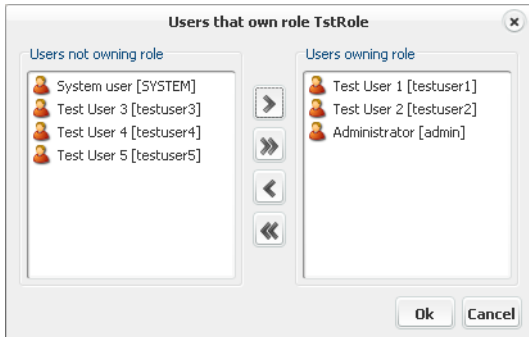 Users that own role TstRole
Users not owning role
System user [SYSTEM]
Test User 3 [testuser3]
Test User 4 [testuser4]
Test User 5 [testuser5]
Users owning role
Test User 1 [testuser1]
Test User 2 [testuser2]
Administrator [admin]
Ok
Cancel